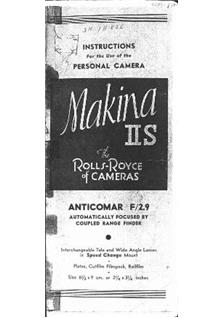 INSTRUCTIONS
For the Use of the
PERSONAL CAMERA
Makina
IIS
The
ROLLS-ROYCE
of CAMERAS
ANTICOMAR F/2.9
AUTOMATICALLY FOCUSED BY
COUPLED RANGE FINDER
Interchangeable Tele and Wide Angle Lenses
in Speed Change Mount
Plates, Cutfilm Filmpack, Rollfilm
Size 6½ x 9 cm. or 2¼ x 3¼ inches